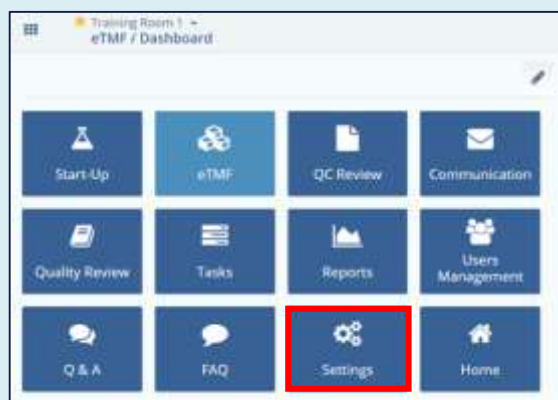 Training Room 1
eTMF / Dashboard
Start-Up
eTMF
QC Review
Communication
Quality Review
Tasks
Reports
Users
Management
Q & A
FAQ
Settings
Home